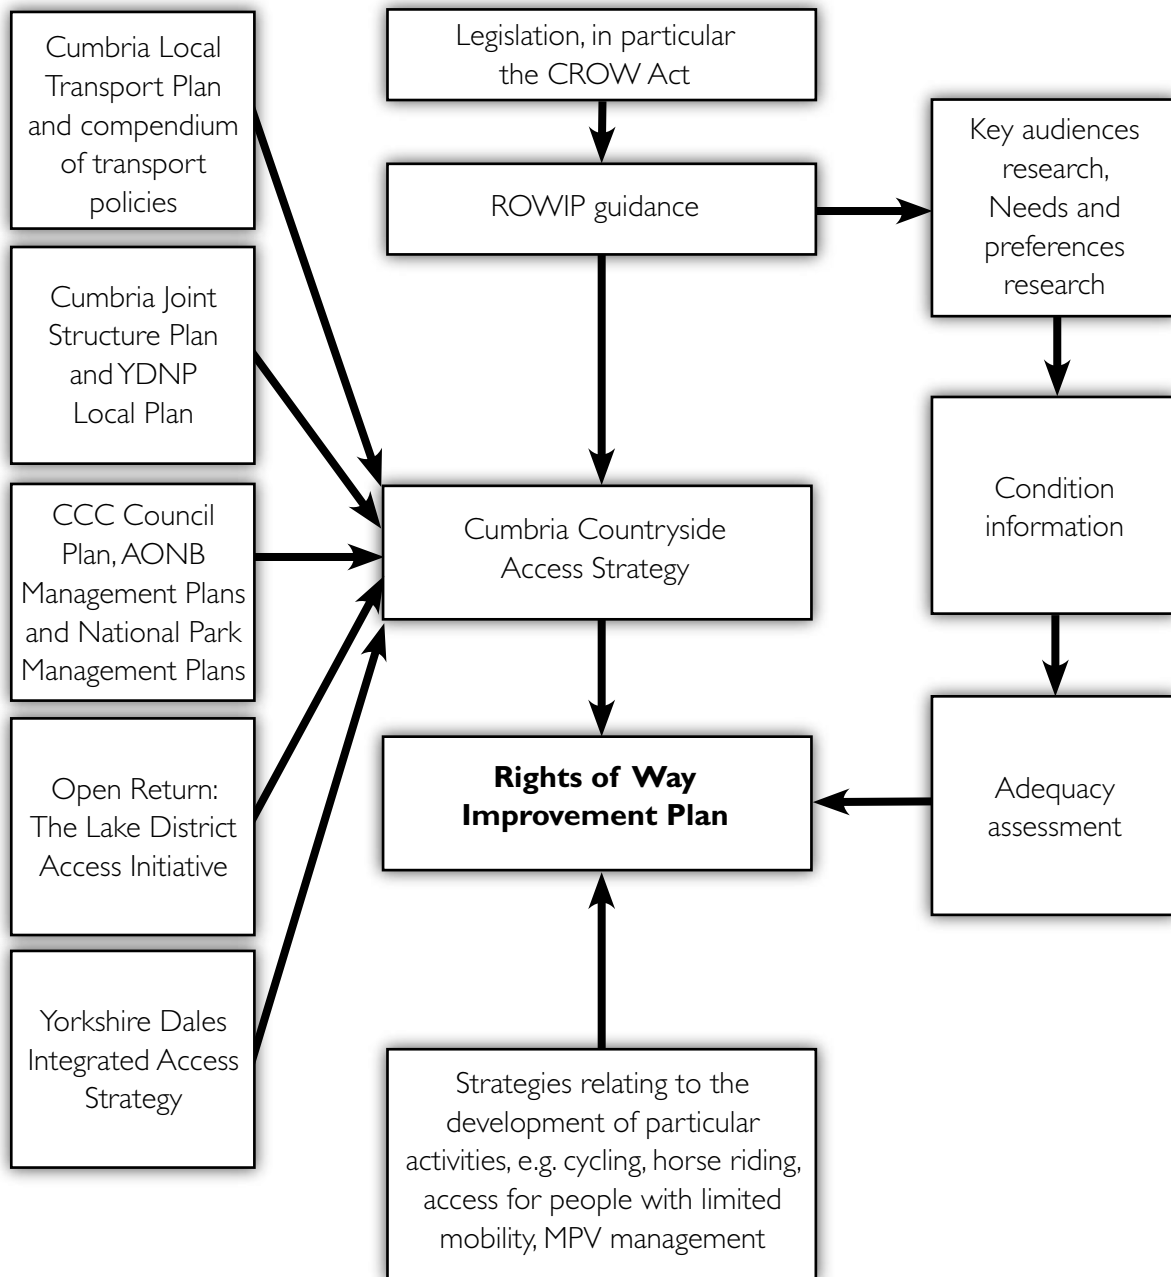 Cumbria Local
Transport Plan
and compendium
of transport
policies
Cumbria Joint
Structure Plan
and YDNP
Local Plan
CCC Council
Plan, AONB
Management Plans
and National Park
Management Plans
Open Return:
The Lake District
Access Initiative
Yorkshire Dales
Integrated Access
Strategy
Legislation, in particular
the CROW Act
ROWIP guidance
Cumbria Countryside
Access Strategy
Rights of Way
Improvement Plan
Strategies relating to the
development of particular
activities, e.g. cycling, horse riding,
access for people with limited
mobility, MPV management
Key audiences
research,
Needs and
preferences
research
Condition
information
Adequacy
assessment